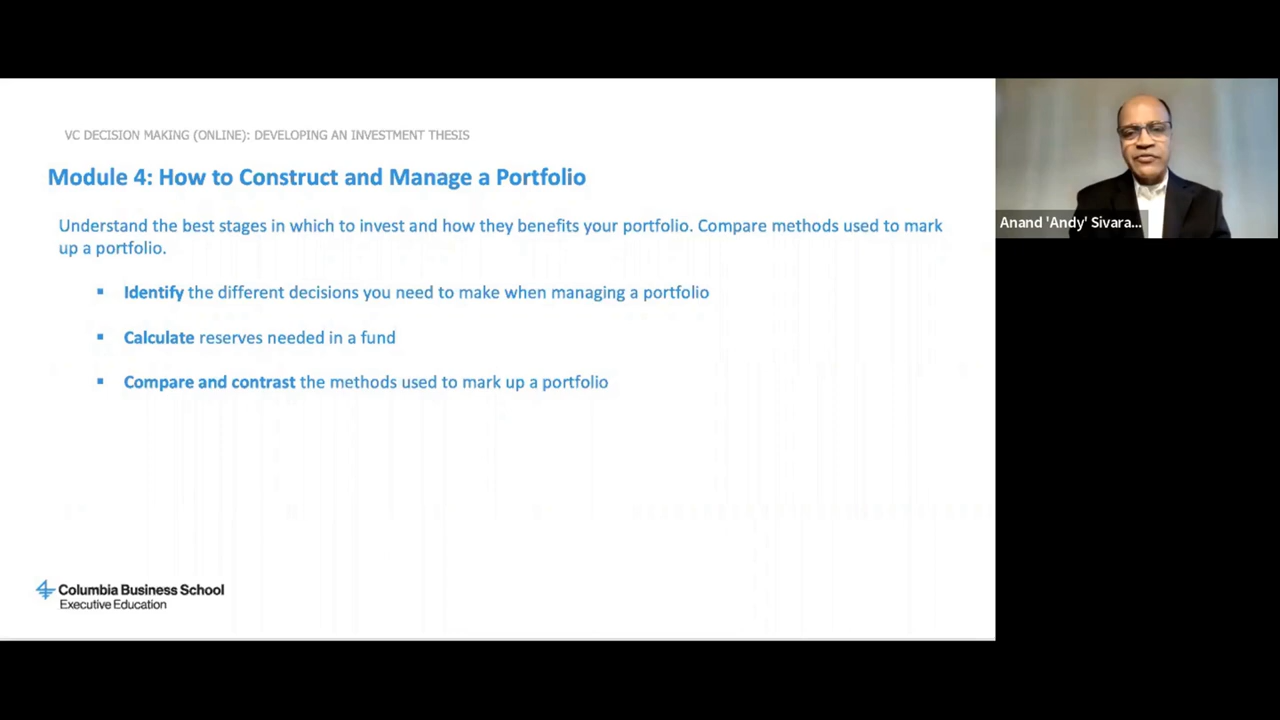 VC DECISION MAKING (ONLINE): DEVELOPING AN INVESTMENT THESIS
Module 4: How to Construct and Manage a Portfolio
Understand the best stages in which to invest and how they benefits your portfolio. Compare methods used to mark
up a portfolio.
▪ Identify the different decisions you need to make when managing a portfolio
▪ Calculate reserves needed in a fund
▪ Compare and contrast the methods used to mark up a portfolio
Columbia Business School
Executive Education
Anand 'Andy' Sivara...